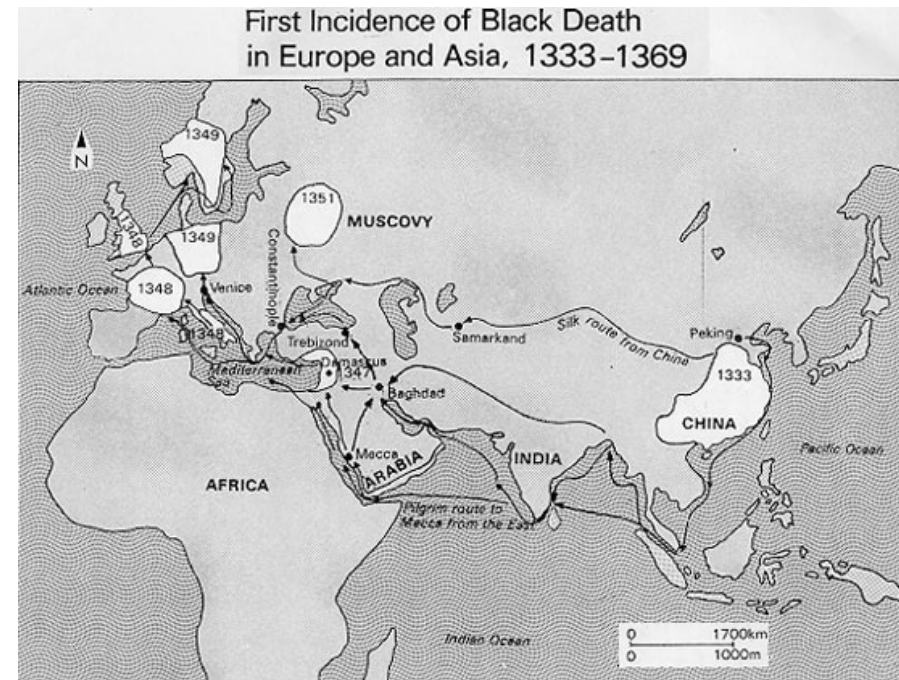 First Incidence of Black Death
in Europe and Asia, 1333–1369
N
1349
1351
MUSCOVY
1348
1349
Constantinople
Atlantic Ocean
1348
Venice
1348
Trebizond
Samarkand
Silk route from China
Peking
1333
CHINA
Mediterranean
Sea
Damascus
1347
Baghdad
Mecca
ARABIA
INDIA
AFRICA
Pacific Ocean
Pilgrim route to
Mecca from the East
Indian Ocean
0 1700km
0 1000m